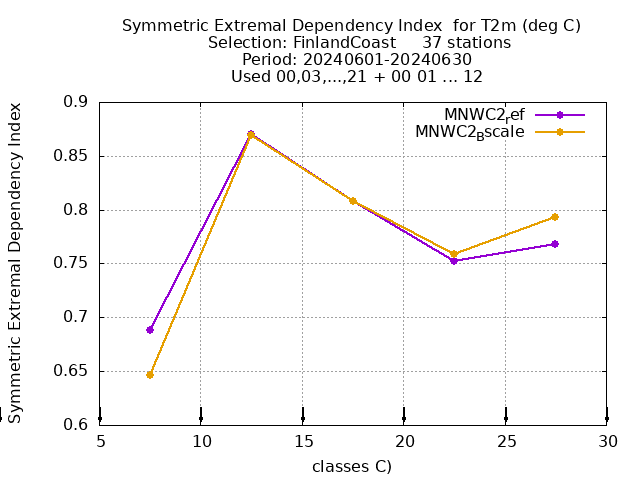 Symmetric Extremal Dependency Index  for T2m (deg C)
Selection: FinlandCoast     37 stations
Period: 20240601-20240630
Used 00,03,...,21 + 00 01 ... 12
MNWC2_ref
MNWC2_Bscale
Symmetric Extremal Dependency Index
0.9
0.85
0.8
0.75
0.7
0.65
0.6
5 10 15 20 25 30
classes C)